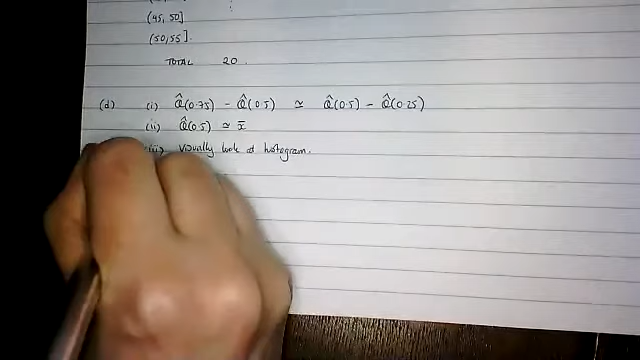 (45, 50]
(50, 55].
TOTAL 20.
(d) (i) Q̂(0.75) - Q̂(0.5) ≃ Q̂(0.5) - Q̂(0.25)
(ii) Q̂(0.5) ≃ x̄
(iii) Visually look at histogram.